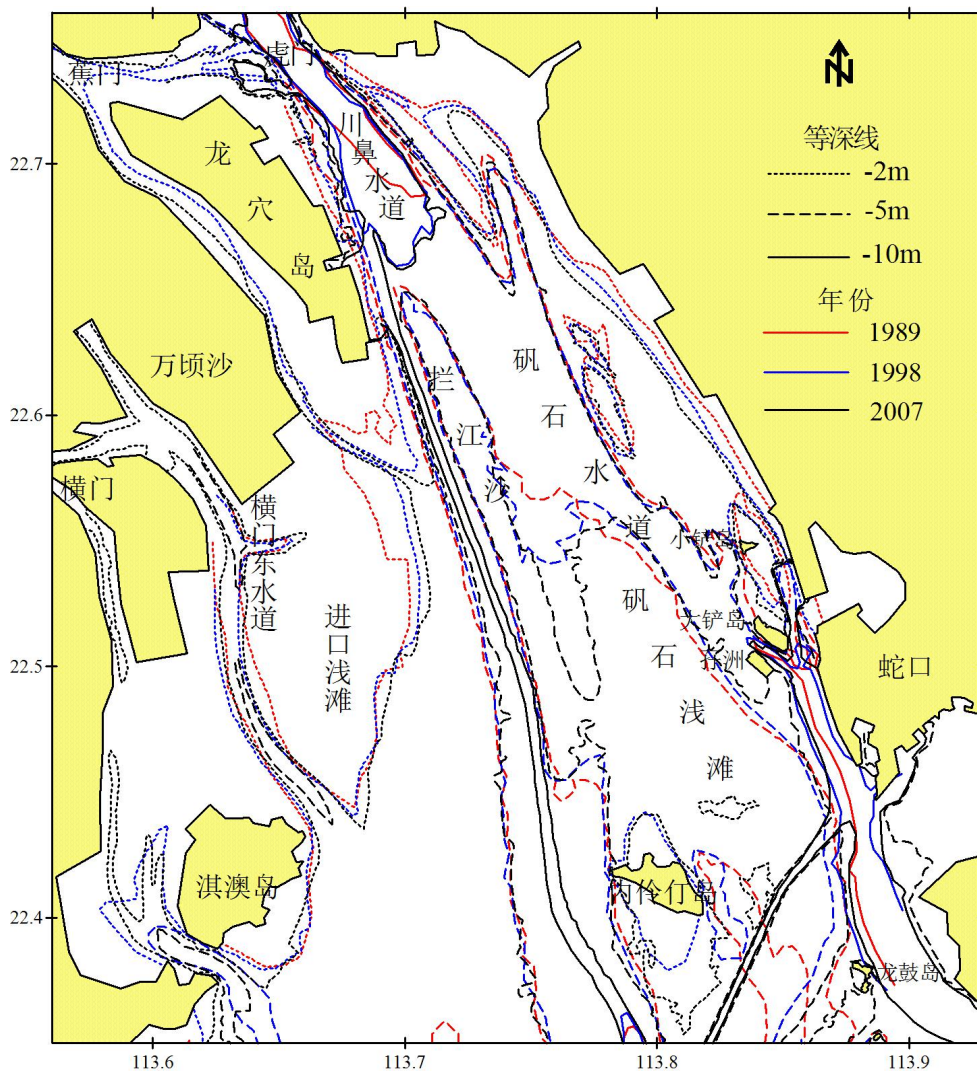 虎门
蕉门
N
川鼻水道
龙穴岛
等深线
-2m
-5m
-10m
年份
1989
1998
2007
22.7
22.6
22.5
22.4
万顷沙
拦江沙
矾石水道
横门
横门东水道
小铲岛
进口浅滩
矾石浅滩
大铲岛
孖洲
蛇口
淇澳岛
内伶仃岛
龙鼓岛
113.6
113.7
113.8
113.9